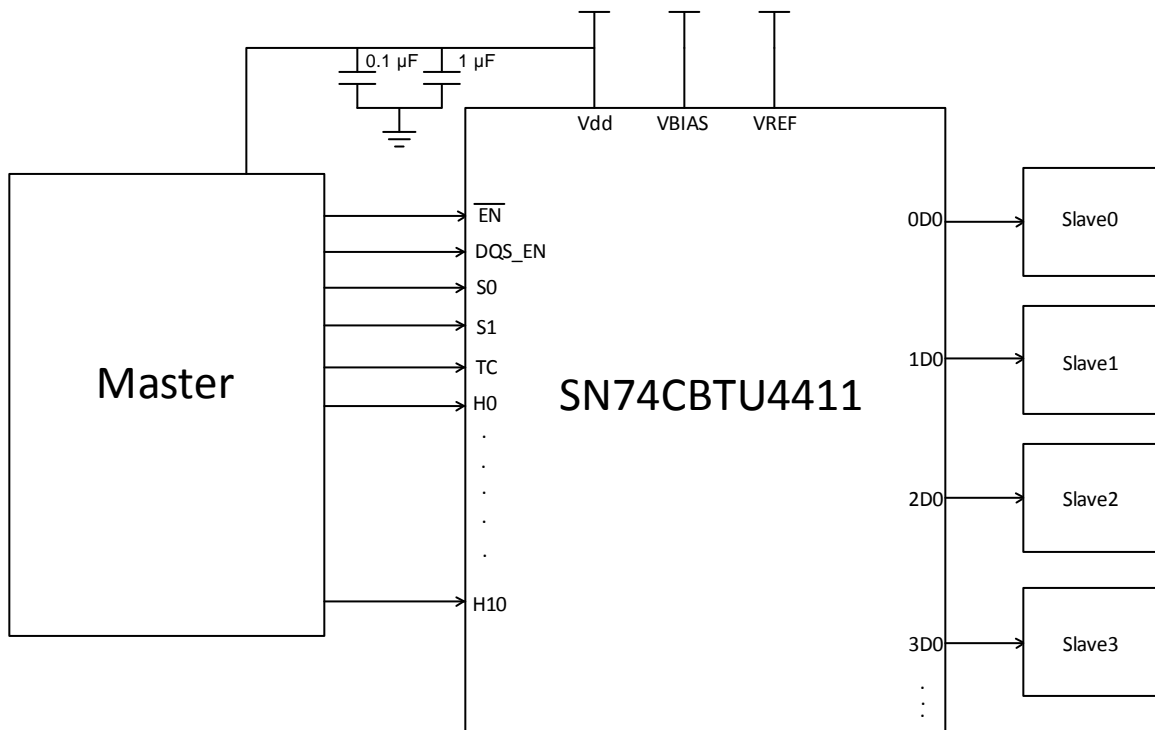 0.1 µF
1 µF
Vdd
VBIAS
VREF
Master
EN
DQS_EN
S0
S1
TC
H0
.
.
.
.
.
H10
SN74CBTU4411
0D0
1D0
2D0
3D0
.
.
.
Slave0
Slave1
Slave2
Slave3